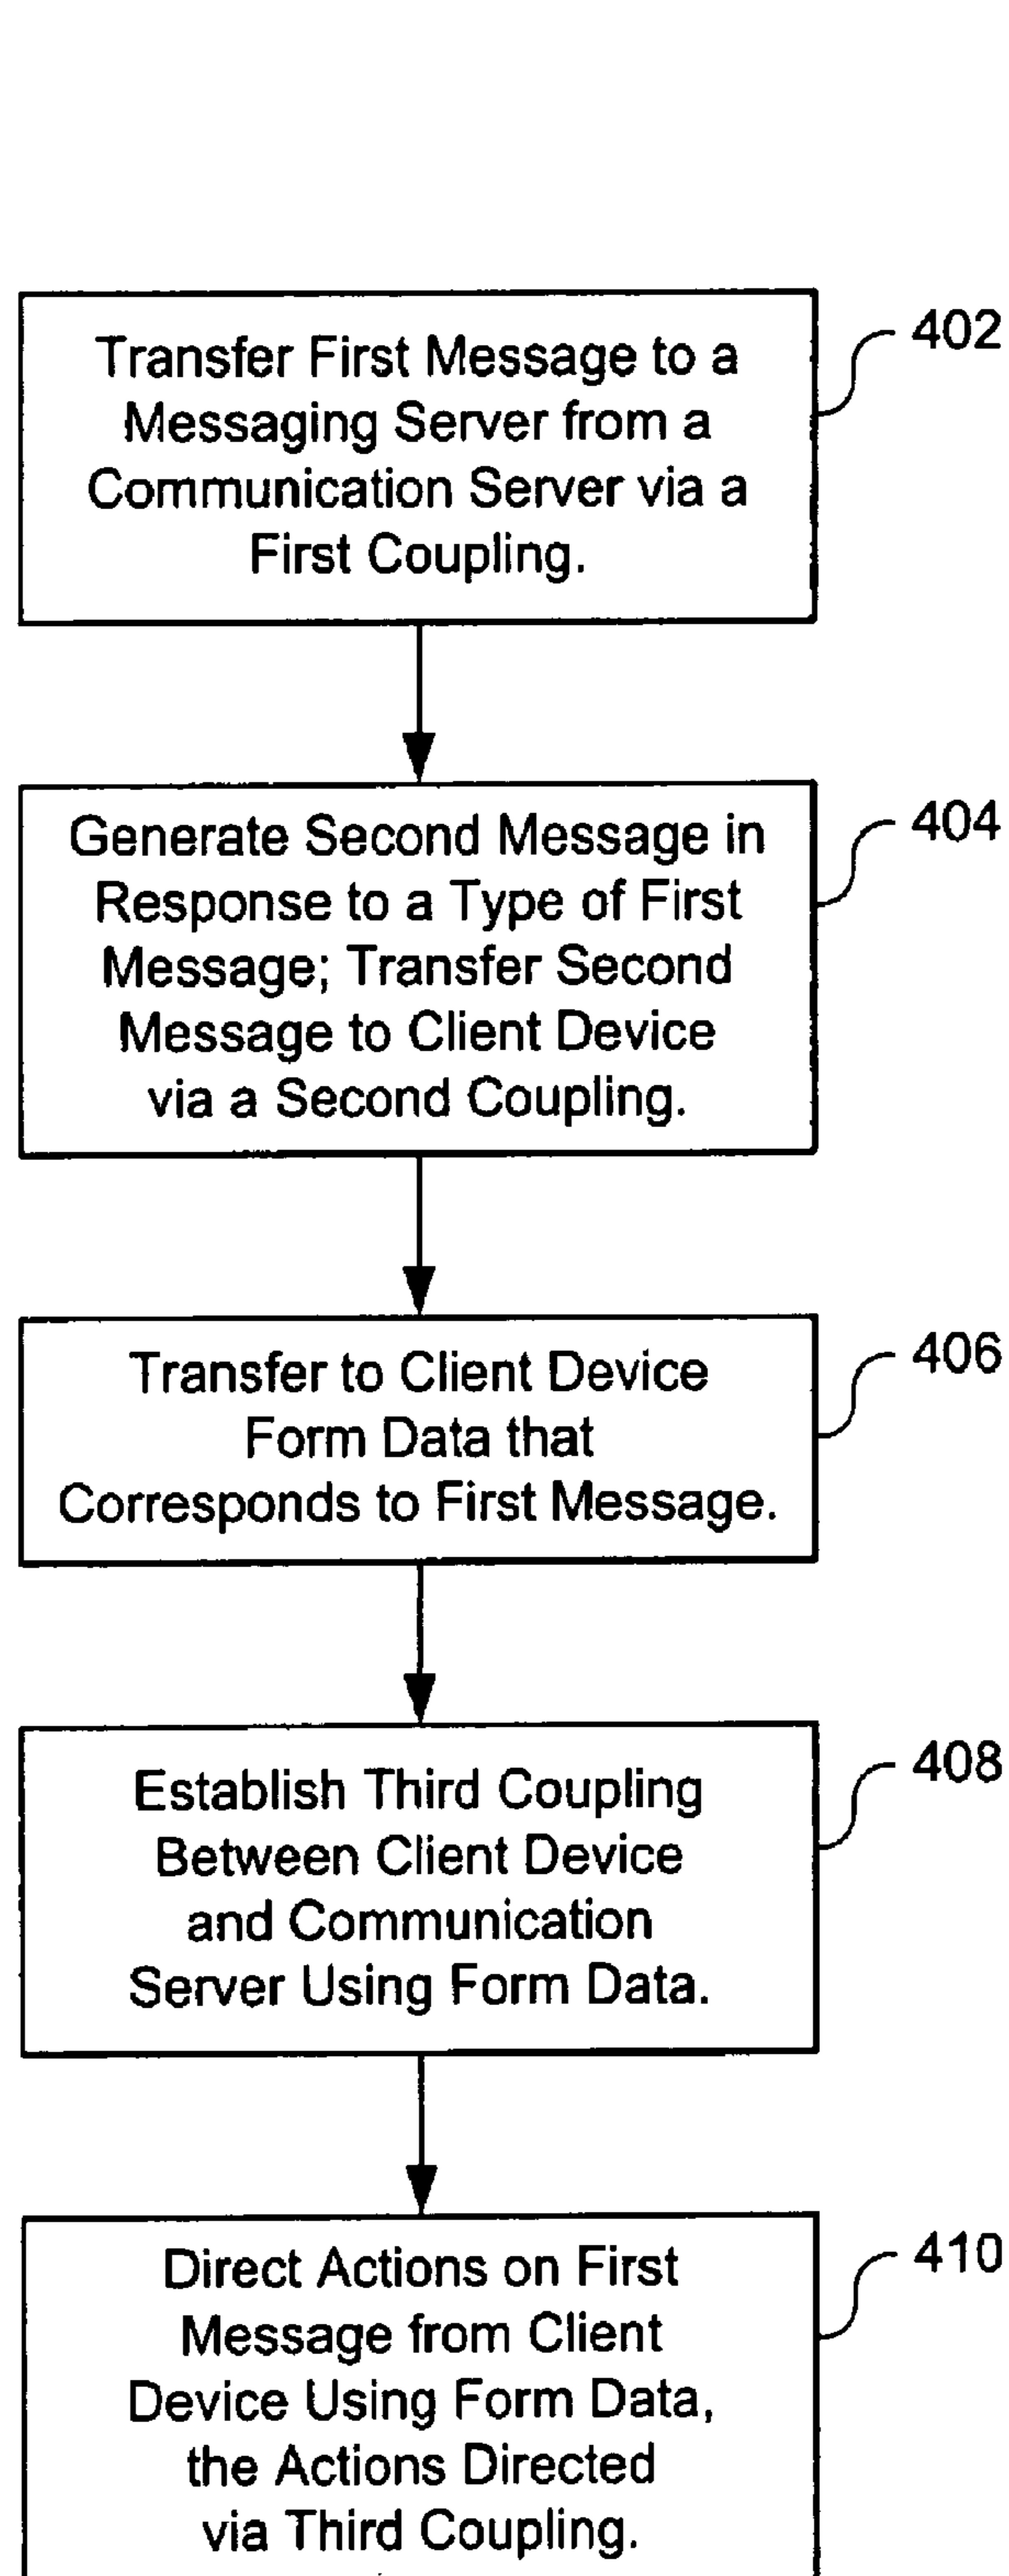 Transfer First Message to a
Messaging Server from a
Communication Server via a
First Coupling.
402
Generate Second Message in
Response to a Type of First
Message; Transfer Second
Message to Client Device
via a Second Coupling.
404
Transfer to Client Device
Form Data that
Corresponds to First Message.
406
Establish Third Coupling
Between Client Device
and Communication
Server Using Form Data.
408
Direct Actions on First
Message from Client
Device Using Form Data,
the Actions Directed
via Third Coupling.
410